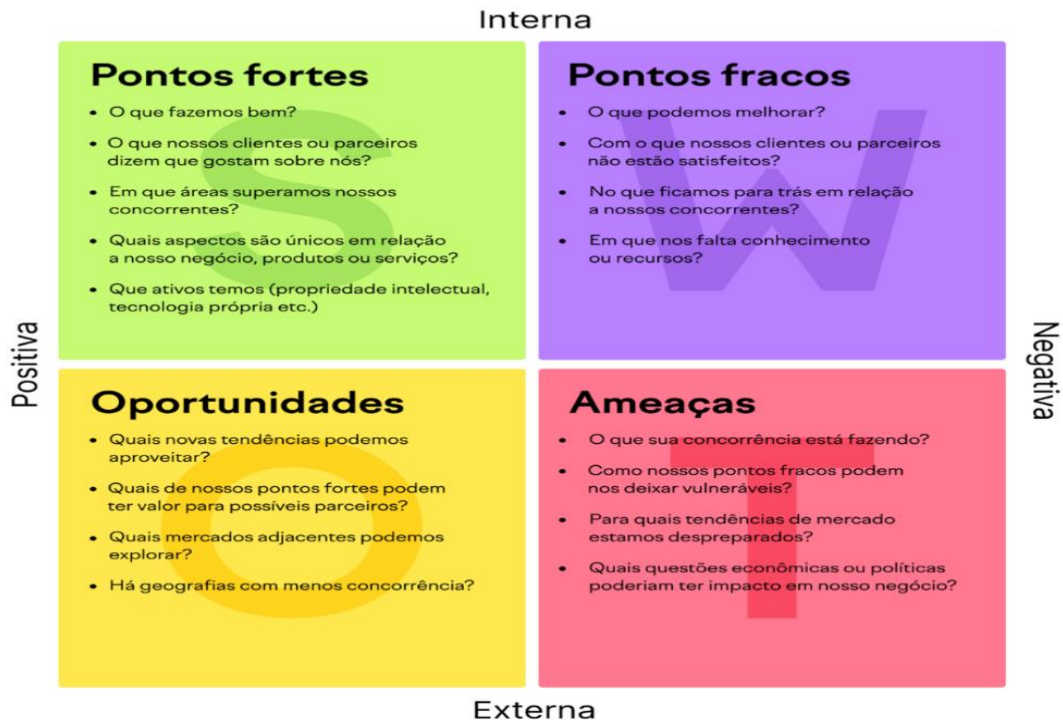 Interna
Pontos fortes
• O que fazemos bem?
• O que nossos clientes ou parceiros
dizem que gostam sobre nós?
• Em que áreas superamos nossos
concorrentes?
• Quais aspectos são únicos em relação
a nosso negócio, produtos ou serviços?
• Que ativos temos (propriedade intelectual,
tecnologia própria etc.)
S
Pontos fracos
• O que podemos melhorar?
• Com o que nossos clientes ou parceiros
não estão satisfeitos?
• No que ficamos para trás em relação
a nossos concorrentes?
• Em que nos falta conhecimento
ou recursos?
W
Positiva
Negativa
Oportunidades
• Quais novas tendências podemos
aproveitar?
• Quais de nossos pontos fortes podem
ter valor para possíveis parceiros?
• Quais mercados adjacentes podemos
explorar?
• Há geografias com menos concorrência?
O
Ameaças
• O que sua concorrência está fazendo?
• Como nossos pontos fracos podem
nos deixar vulneráveis?
• Para quais tendências de mercado
estamos despreparados?
• Quais questões econômicas ou políticas
poderiam ter impacto em nosso negócio?
T
Externa